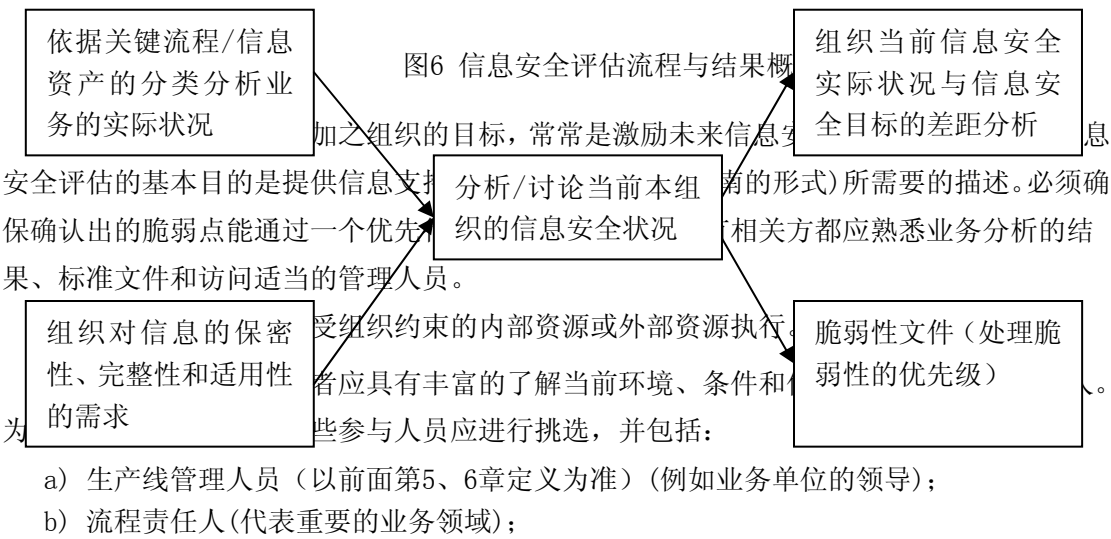 依据关键流程/信息
资产的分类分析业
务的实际状况
组织当前信息安全
实际状况与信息安
全目标的差距分析
图6 信息安全评估流程与结果概
分析/讨论当前本组
织的信息安全状况
组织对信息的保密
性、完整性和适用性
的需求
脆弱性文件（处理脆
弱性的优先级）
加之组织的目标，常常是激励未来信息安 息
安全评估的基本目的是提供信息支持 南的形式)所需要的描述。必须确
保确认出的脆弱点能通过一个优先 相关方都应熟悉业务分析的结
果、标准文件和访问适当的管理人员。
受组织约束的内部资源或外部资源执行。
者应具有丰富的了解当前环境、条件和 人。
为 些参与人员应进行挑选，并包括：
a) 生产线管理人员（以前面第5、6章定义为准）(例如业务单位的领导)；
b) 流程责任人(代表重要的业务领域)；